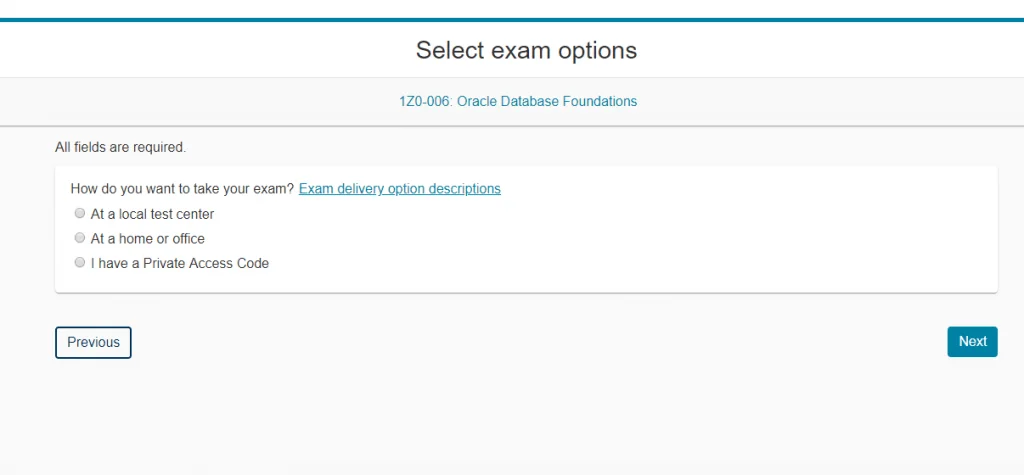 Select exam options
1Z0-006: Oracle Database Foundations
All fields are required.
How do you want to take your exam? Exam delivery option descriptions
At a local test center
At a home or office
I have a Private Access Code
Previous
Next